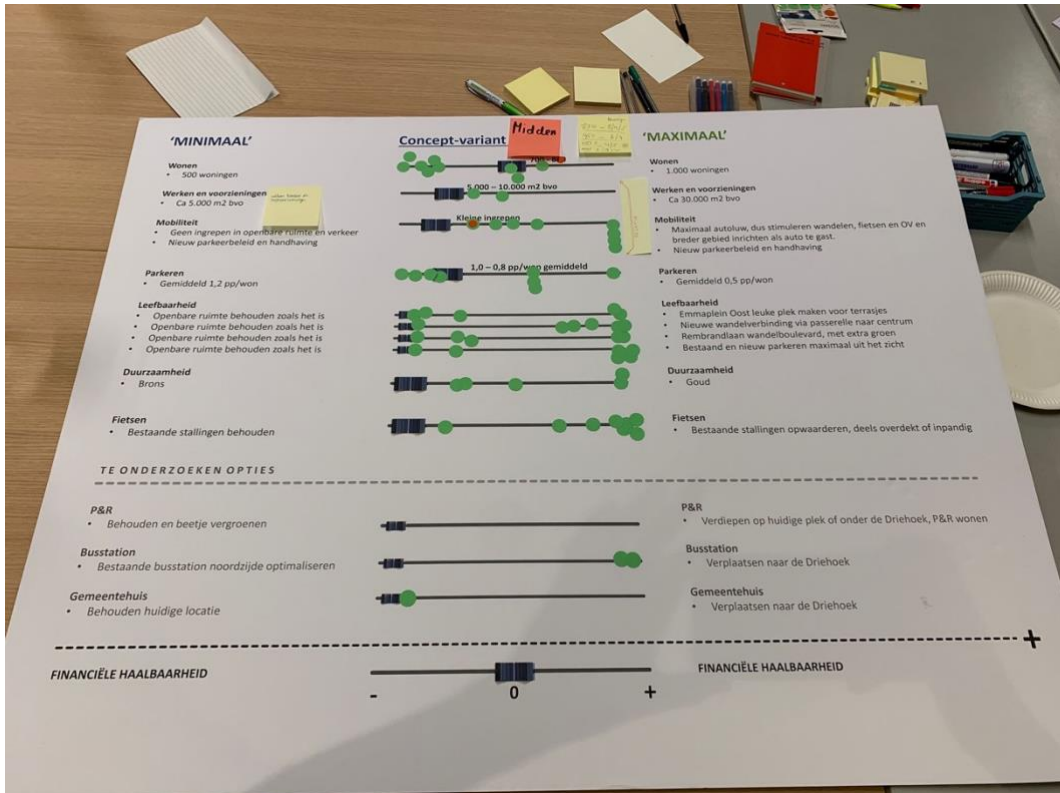 'MINIMAAL'
Concept-variant
Midden
'MAXIMAAL'
Wonen
• 500 woningen
700 -
Wonen
• 1.000 woningen
Werken en voorzieningen
• Ca 5.000 m2 bvo
5.000 – 10.000 m2 bvo
Werken en voorzieningen
• Ca 30.000 m2 bvo
Mobiliteit
• Geen ingrepen in openbare ruimte en verkeer
• Nieuw parkeerbeleid en handhaving
Kleine ingrepen
Mobiliteit
• Maximaal autoluw, dus stimuleren wandelen, fietsen en OV en
breder gebied inrichten als auto te gast.
• Nieuw parkeerbeleid en handhaving
Parkeren
• Gemiddeld 1,2 pp/won
1,0 – 0,8 pp/won gemiddeld
Parkeren
• Gemiddeld 0,5 pp/won
Leefbaarheid
• Openbare ruimte behouden zoals het is
• Openbare ruimte behouden zoals het is
• Openbare ruimte behouden zoals het is
• Openbare ruimte behouden zoals het is
Leefbaarheid
• Emmaplein Oost leuke plek maken voor terrasjes
• Nieuwe wandelverbinding via passerelle naar centrum
• Rembrandlaan wandelboulevard, met extra groen
• Bestaand en nieuw parkeren maximaal uit het zicht
Duurzaamheid
• Brons
Duurzaamheid
• Goud
Fietsen
• Bestaande stallingen behouden
Fietsen
• Bestaande stallingen opwaarderen, deels overdekt of inpandig
TE ONDERZOEKEN OPTIES
P&R
• Behouden en beetje vergroenen
P&R
• Verdiepen op huidige plek of onder de Driehoek, P&R wonen
Busstation
• Bestaande busstation noordzijde optimaliseren
Busstation
• Verplaatsen naar de Driehoek
Gemeentehuis
• Behouden huidige locatie
Gemeentehuis
• Verplaatsen naar de Driehoek
+
FINANCIËLE HAALBAARHEID
FINANCIËLE HAALBAARHEID
- 0 +